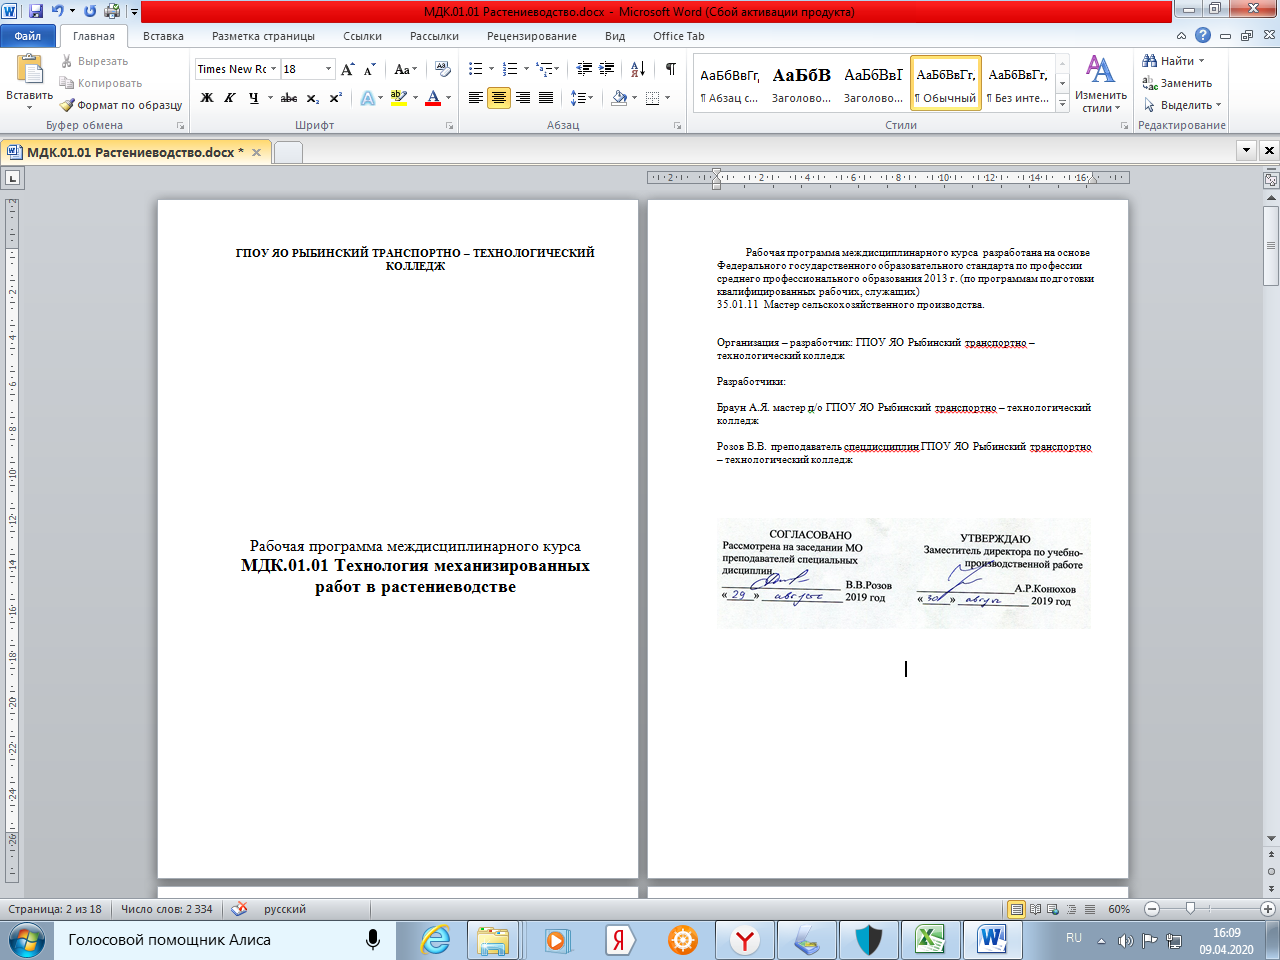 МДК.01.01 Растениеводство.docx - Microsoft Word (Сбой активации продукта)
Файл Главная Вставка Разметка страницы Ссылки Рассылки Рецензирование Вид Office Tab
Вставить
Вырезать
Копировать
Формат по образцу
Буфер обмена
Times New Rc 18
Ж К Ч abc x₂ x²
Шрифт
Абзац
АаБбВвГг, АаБбВ АаБбВвГ АаБбВвГг, АаБбВвГг,
¶ Абзац с... Заголово... Заголово... ¶ Обычный ¶ Без инте...
Стили
Изменить стили
Найти
Заменить
Выделить
Редактирование
МДК.01.01 Растениеводство.docx *
ГПОУ ЯО РЫБИНСКИЙ ТРАНСПОРТНО – ТЕХНОЛОГИЧЕСКИЙ
КОЛЛЕДЖ
Рабочая программа междисциплинарного курса
МДК.01.01 Технология механизированных
работ в растениеводстве
Рабочая программа междисциплинарного курса разработана на основе
Федерального государственного образовательного стандарта по профессии
среднего профессионального образования 2013 г. (по программам подготовки
квалифицированных рабочих, служащих)
35.01.11 Мастер сельскохозяйственного производства.
Организация – разработчик: ГПОУ ЯО Рыбинский транспортно –
технологический колледж
Разработчики:
Браун А.Я. мастер п/о ГПОУ ЯО Рыбинский транспортно – технологический
колледж
Розов В.В. преподаватель спецдисциплин ГПОУ ЯО Рыбинский транспортно
– технологический колледж
СОГЛАСОВАНО
Рассмотрена на заседании МО
преподавателей специальных
дисциплин
В.В.Розов
«29» август 2019 год
УТВЕРЖДАЮ
Заместитель директора по учебно-
производственной работе
А.Р.Конюхов
«30» август 2019 год
Страница: 2 из 18 Число слов: 2 334 русский 60%
Голосовой помощник Алиса
RU
16:09
09.04.2020